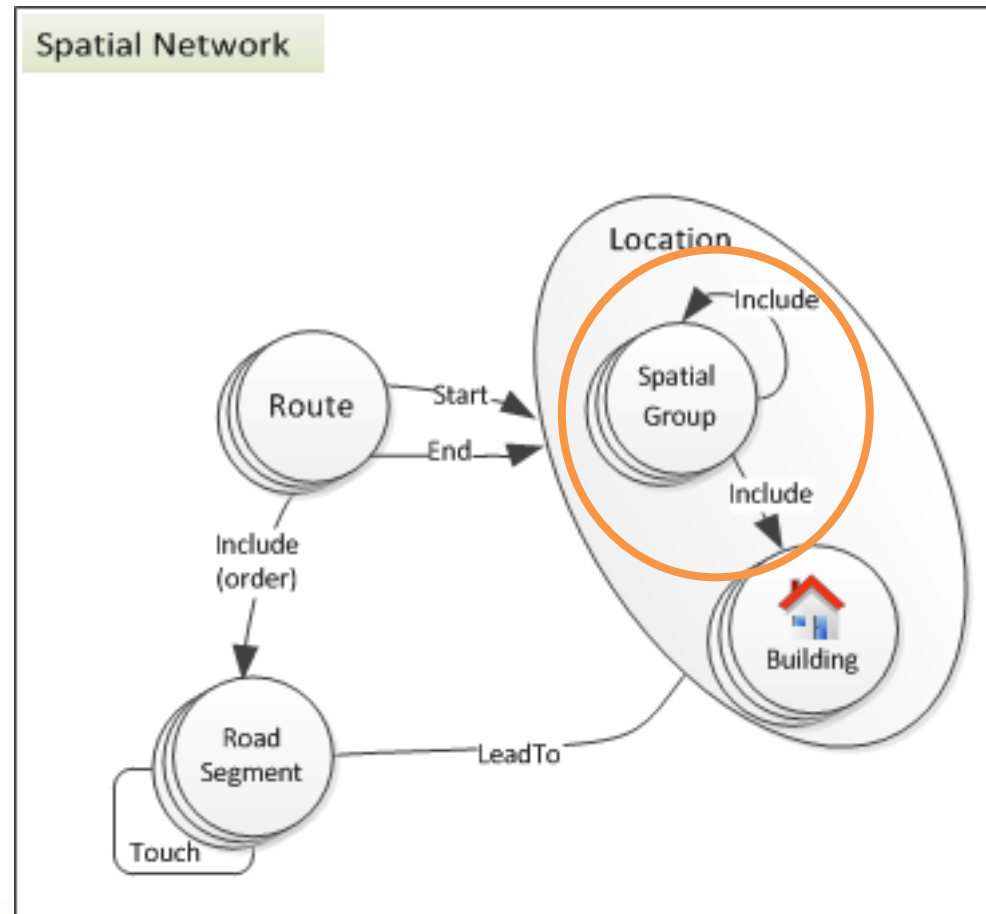 Spatial Network
Location
Include
Spatial
Group
Route
Start
End
Include
Include
(order)
Building
Road
Segment
LeadTo
Touch